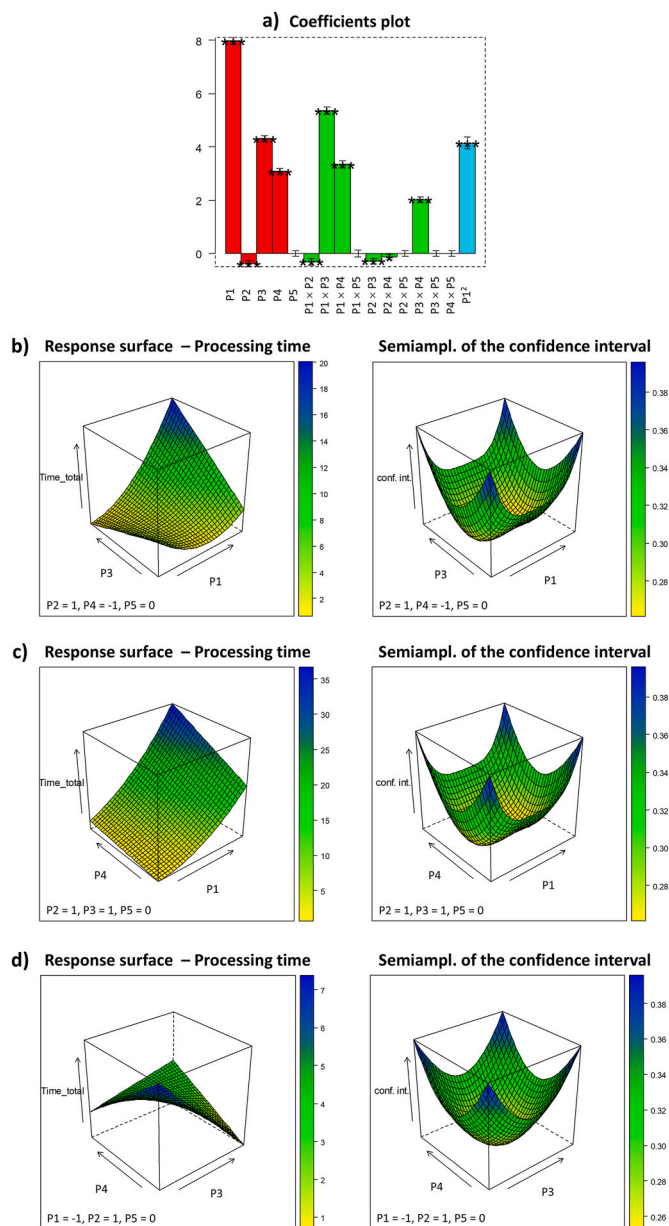 a) Coefficients plot
8
6
4
2
0
***
***
***
***
***
***
***
***
*
***
***
P1
P2
P3
P4
P5
P1 × P2
P1 × P3
P1 × P4
P1 × P5
P2 × P3
P2 × P4
P2 × P5
P3 × P4
P3 × P5
P4 × P5
P1²
b) Response surface – Processing time
Time_total
P3
P1
P2 = 1, P4 = -1, P5 = 0
20
18
16
14
12
10
8
6
4
2
Semiampl. of the confidence interval
conf. int.
P3
P1
P2 = 1, P4 = -1, P5 = 0
0.38
0.36
0.34
0.32
0.30
0.28
c) Response surface – Processing time
Time_total
P4
P1
P2 = 1, P3 = 1, P5 = 0
35
30
25
20
15
10
5
Semiampl. of the confidence interval
conf. int.
P4
P1
P2 = 1, P3 = 1, P5 = 0
0.38
0.36
0.34
0.32
0.30
0.28
d) Response surface – Processing time
Time_total
P4
P3
P1 = -1, P2 = 1, P5 = 0
7
6
5
4
3
2
1
Semiampl. of the confidence interval
conf. int.
P4
P3
P1 = -1, P2 = 1, P5 = 0
0.38
0.36
0.34
0.32
0.30
0.28
0.26